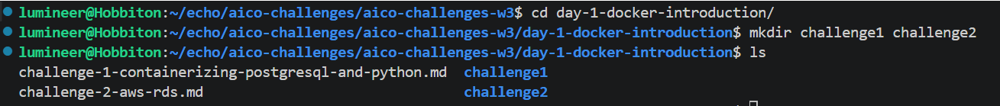 lumineer@Hobbiton:~/echo/aico-challenges/aico-challenges-w3$ cd day-1-docker-introduction/
lumineer@Hobbiton:~/echo/aico-challenges/aico-challenges-w3/day-1-docker-introduction$ mkdir challenge1 challenge2
lumineer@Hobbiton:~/echo/aico-challenges/aico-challenges-w3/day-1-docker-introduction$ ls
challenge-1-containerizing-postgresql-and-python.md  challenge1
challenge-2-aws-rds.md  challenge2